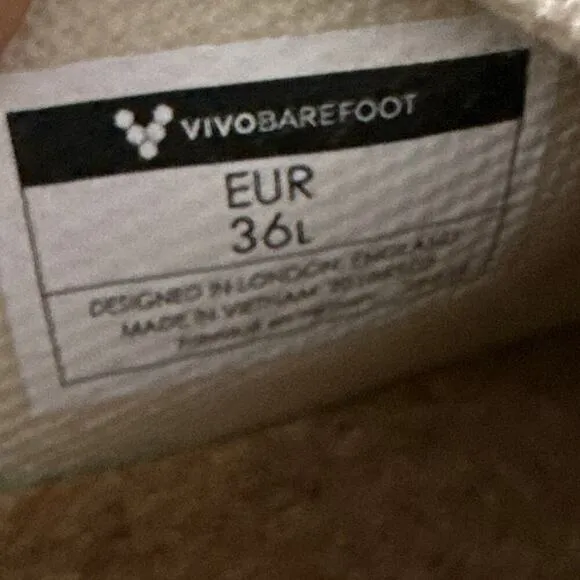 VIVOBAREFOOT
EUR
36L
DESIGNED IN LONDON, ENGLAND
MADE IN VIETNAM